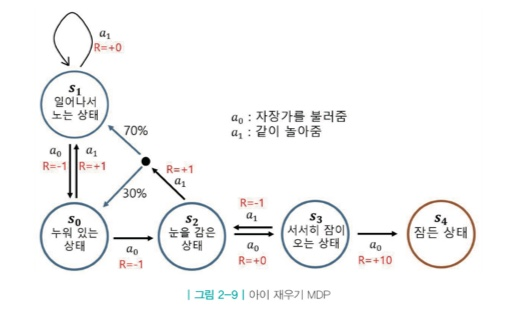 a₁
R=+0
s₁
일어나서
노는 상태
a₀ : 자장가를 불러줌
a₁ : 같이 놀아줌
70%
a₀
R=-1
a₁
R=+1
30%
R=+1
a₁
s₀
누워 있는
상태
a₀
R=-1
s₂
눈을 감은
상태
R=-1
a₁
a₀
R=+0
s₃
서서히 잠이
오는 상태
a₀
R=+10
s₄
잠든 상태
| 그림 2-9 | 아이 재우기 MDP